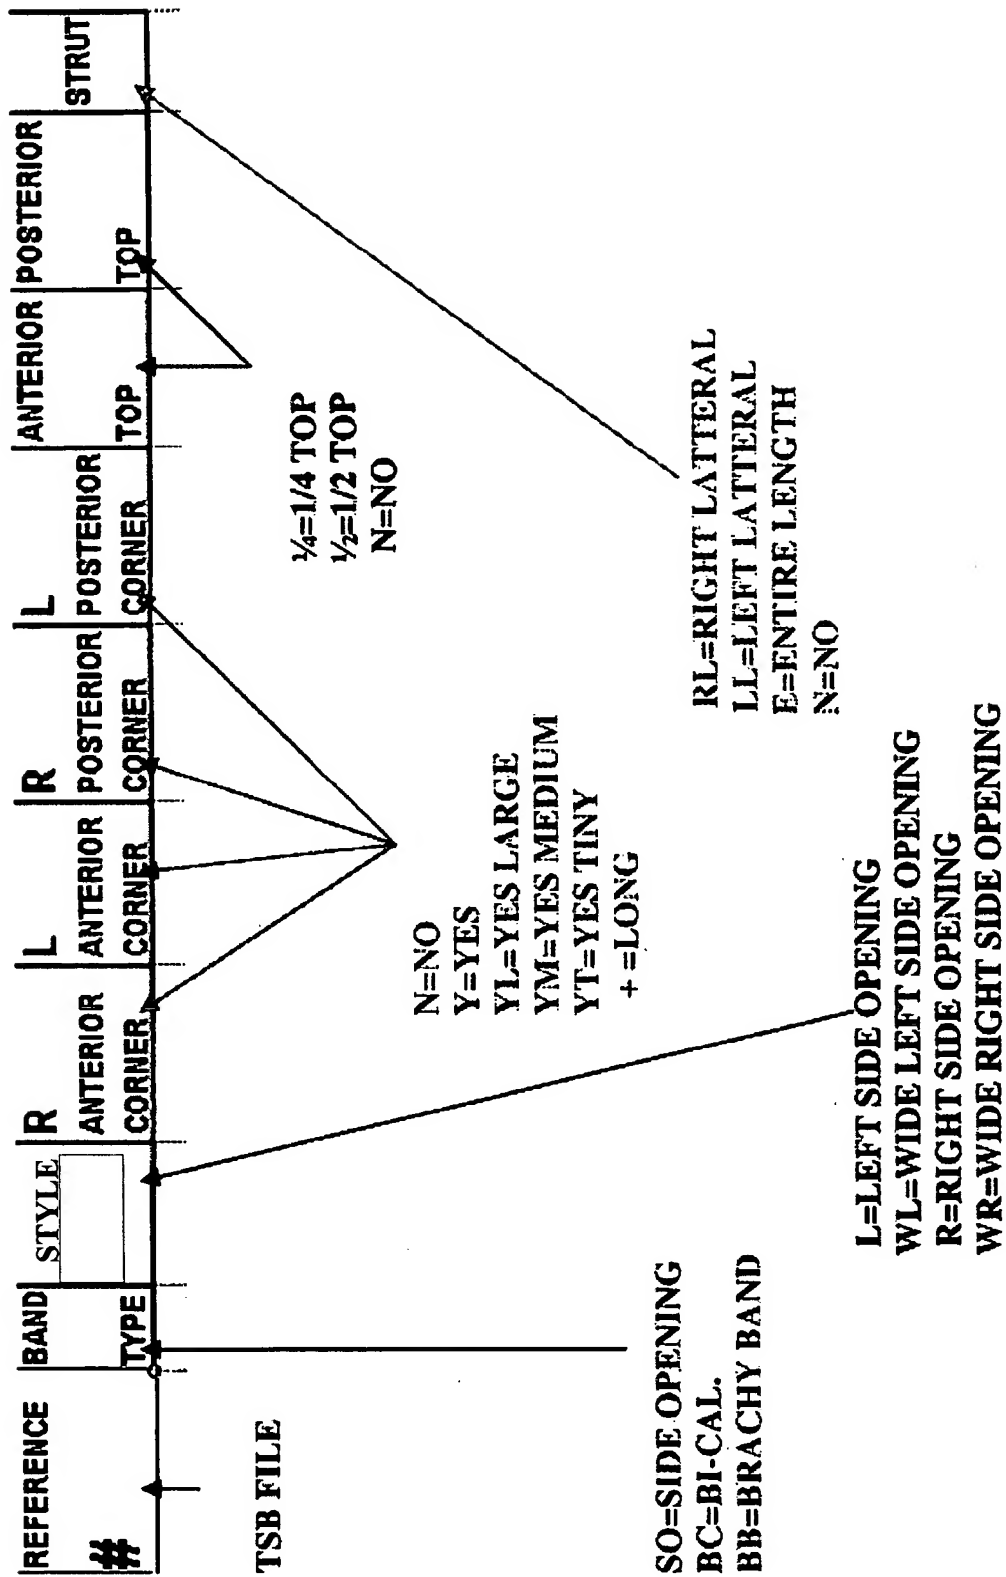 REFERENCE
#
BAND
TYPE
STYLE
R
ANTERIOR
CORNER
L
ANTERIOR
CORNER
R
POSTERIOR
CORNER
L
POSTERIOR
CORNER
ANTERIOR
TOP
POSTERIOR
TOP
STRUT
TSB FILE
SO=SIDE OPENING
BC=BI-CAL.
BB=BRACHY BAND
L=LEFT SIDE OPENING
WL=WIDE LEFT SIDE OPENING
R=RIGHT SIDE OPENING
WR=WIDE RIGHT SIDE OPENING
N=NO
Y=YES
YL=YES LARGE
YM=YES MEDIUM
YT=YES TINY
+ =LONG
¼=1/4 TOP
½=1/2 TOP
N=NO
RL=RIGHT LATTERAL
LL=LEFT LATTERAL
E=ENTIRE LENGTH
N=NO